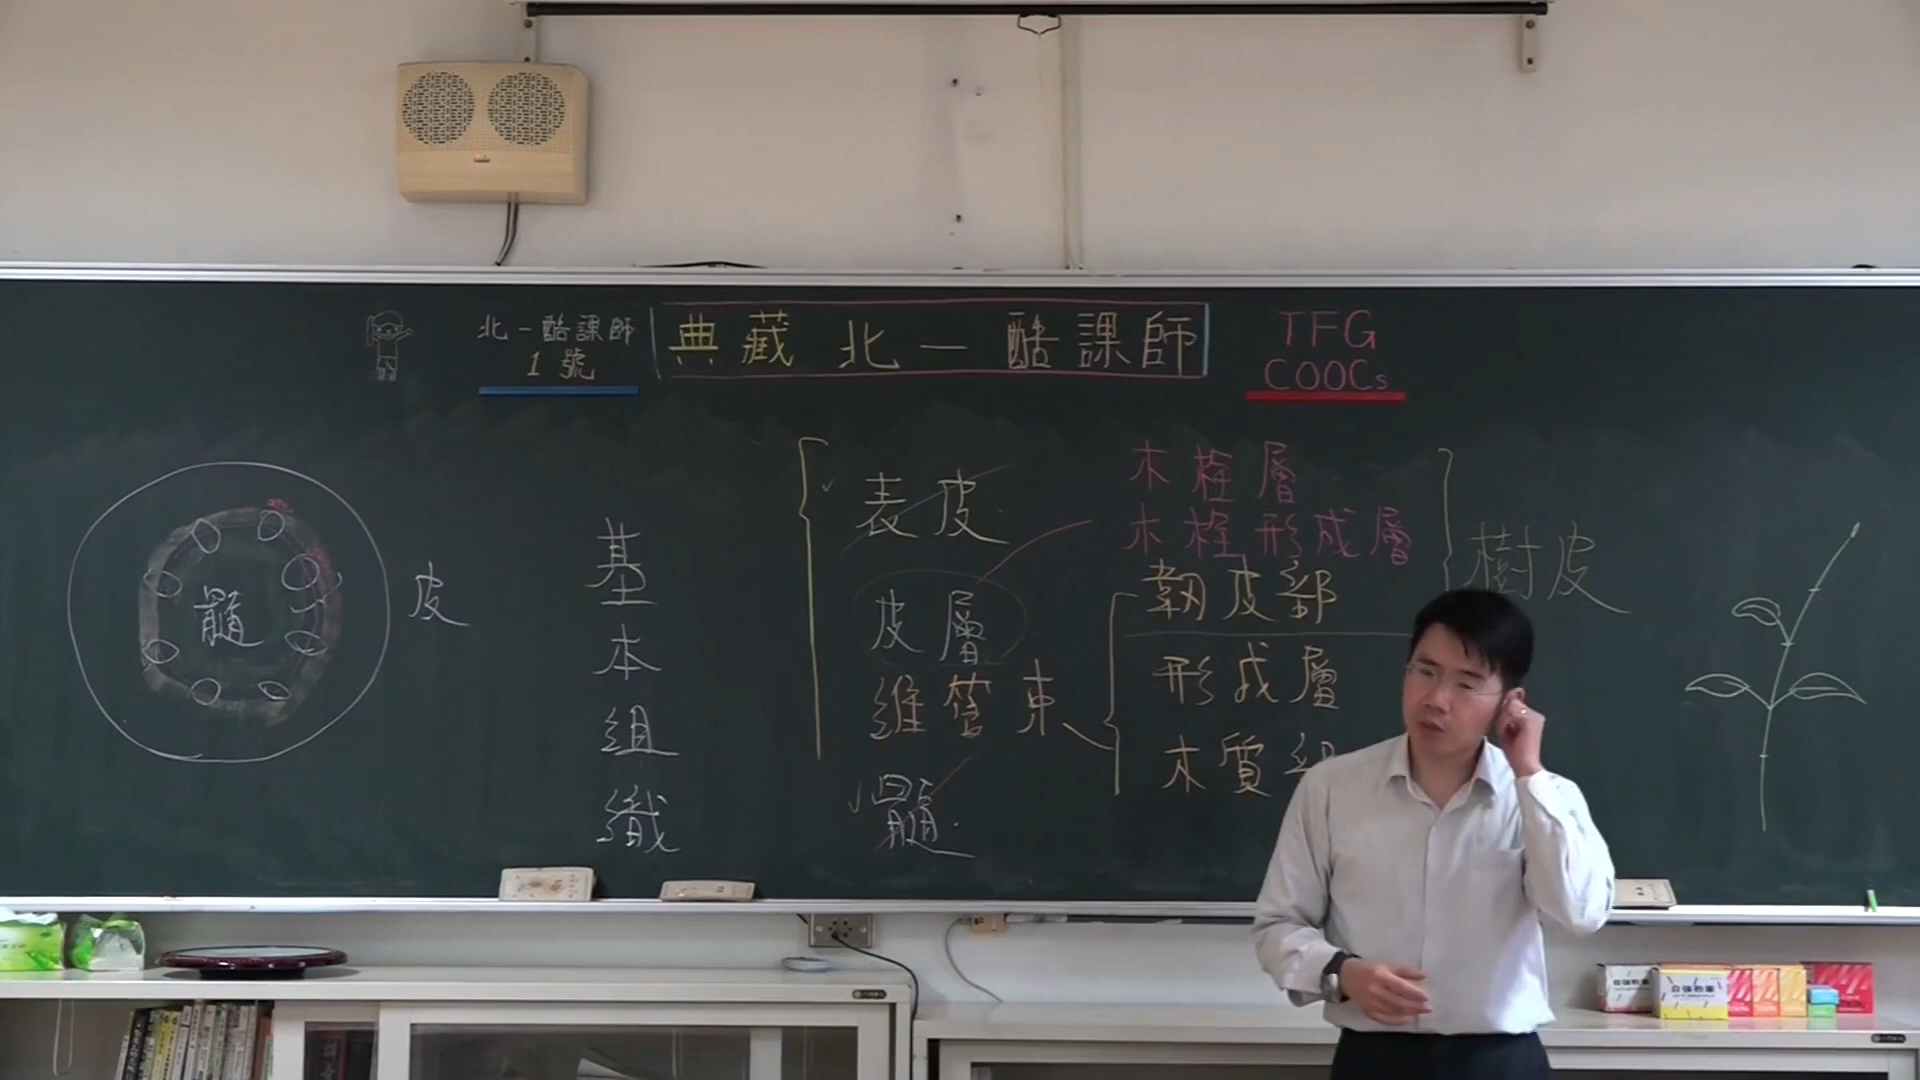 北一酷課師
1號
典藏北一酷課師
TFG
COOCs
髓
皮
基本組織
表皮
皮層
維管束
髓
木栓層
木栓形成層
韌皮部
形成層
木質部
樹皮